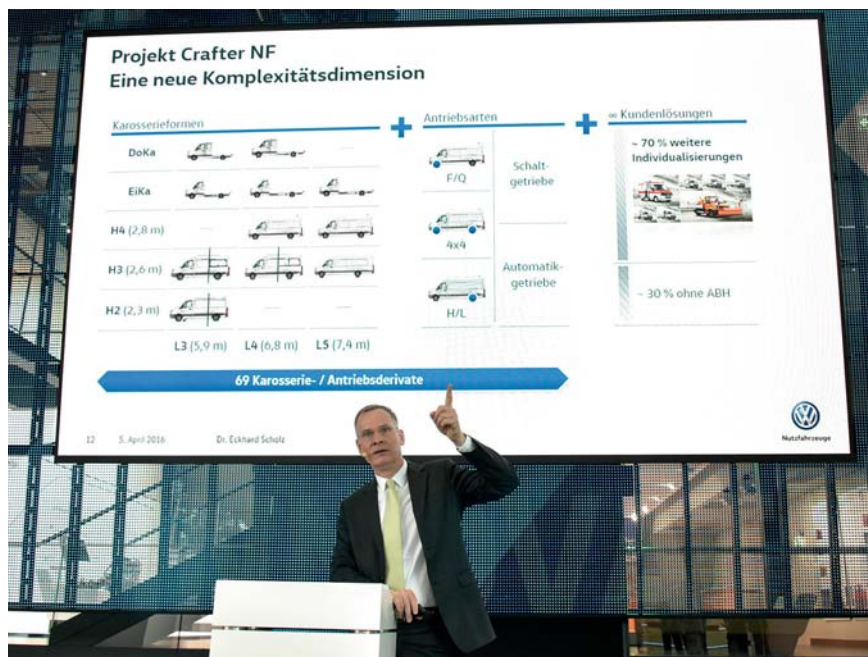 Projekt Crafter NF
Eine neue Komplexitätsdimension
Karosserieformen
DoKa
EiKa
H4 (2,8 m)
H3 (2,6 m)
H2 (2,3 m)
L3 (5,9 m) L4 (6,8 m) L5 (7,4 m)
+
Antriebsarten
F/Q
4x4
H/L
Schalt-
getriebe
Automatik-
getriebe
+
∞ Kundenlösungen
~ 70 % weitere
Individualisierungen
~ 30 % ohne ABH
69 Karosserie- / Antriebsderivate
12 5. April 2016 Dr. Eckhard Scholz
Nutzfahrzeuge